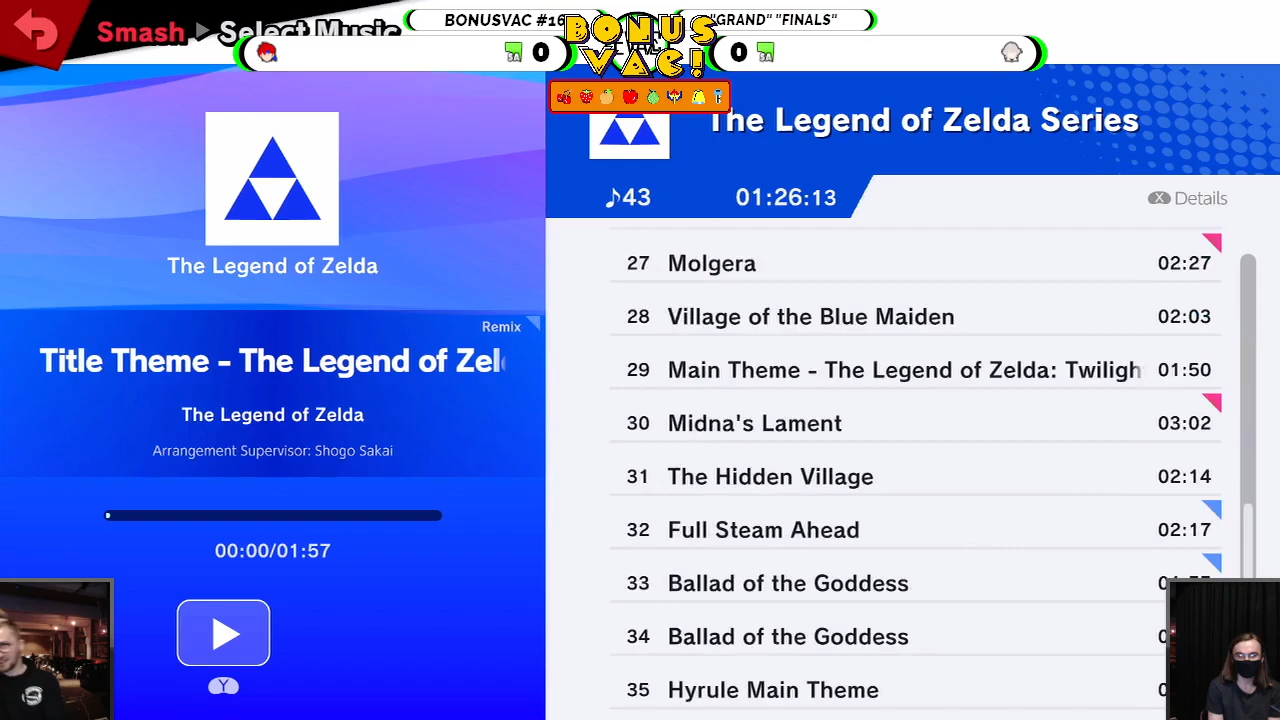 Smash ▶ Select Music
BONUSVAC #16
BONUS
VAC!
"GRAND" "FINALS"
0
0
The Legend of Zelda
Remix
Title Theme - The Legend of Zel
The Legend of Zelda
Arrangement Supervisor: Shogo Sakai
00:00/01:57
Y
The Legend of Zelda Series
♪43 01:26:13
X Details
27 Molgera 02:27
28 Village of the Blue Maiden 02:03
29 Main Theme - The Legend of Zelda: Twiligh 01:50
30 Midna's Lament 03:02
31 The Hidden Village 02:14
32 Full Steam Ahead 02:17
33 Ballad of the Goddess
34 Ballad of the Goddess
35 Hyrule Main Theme